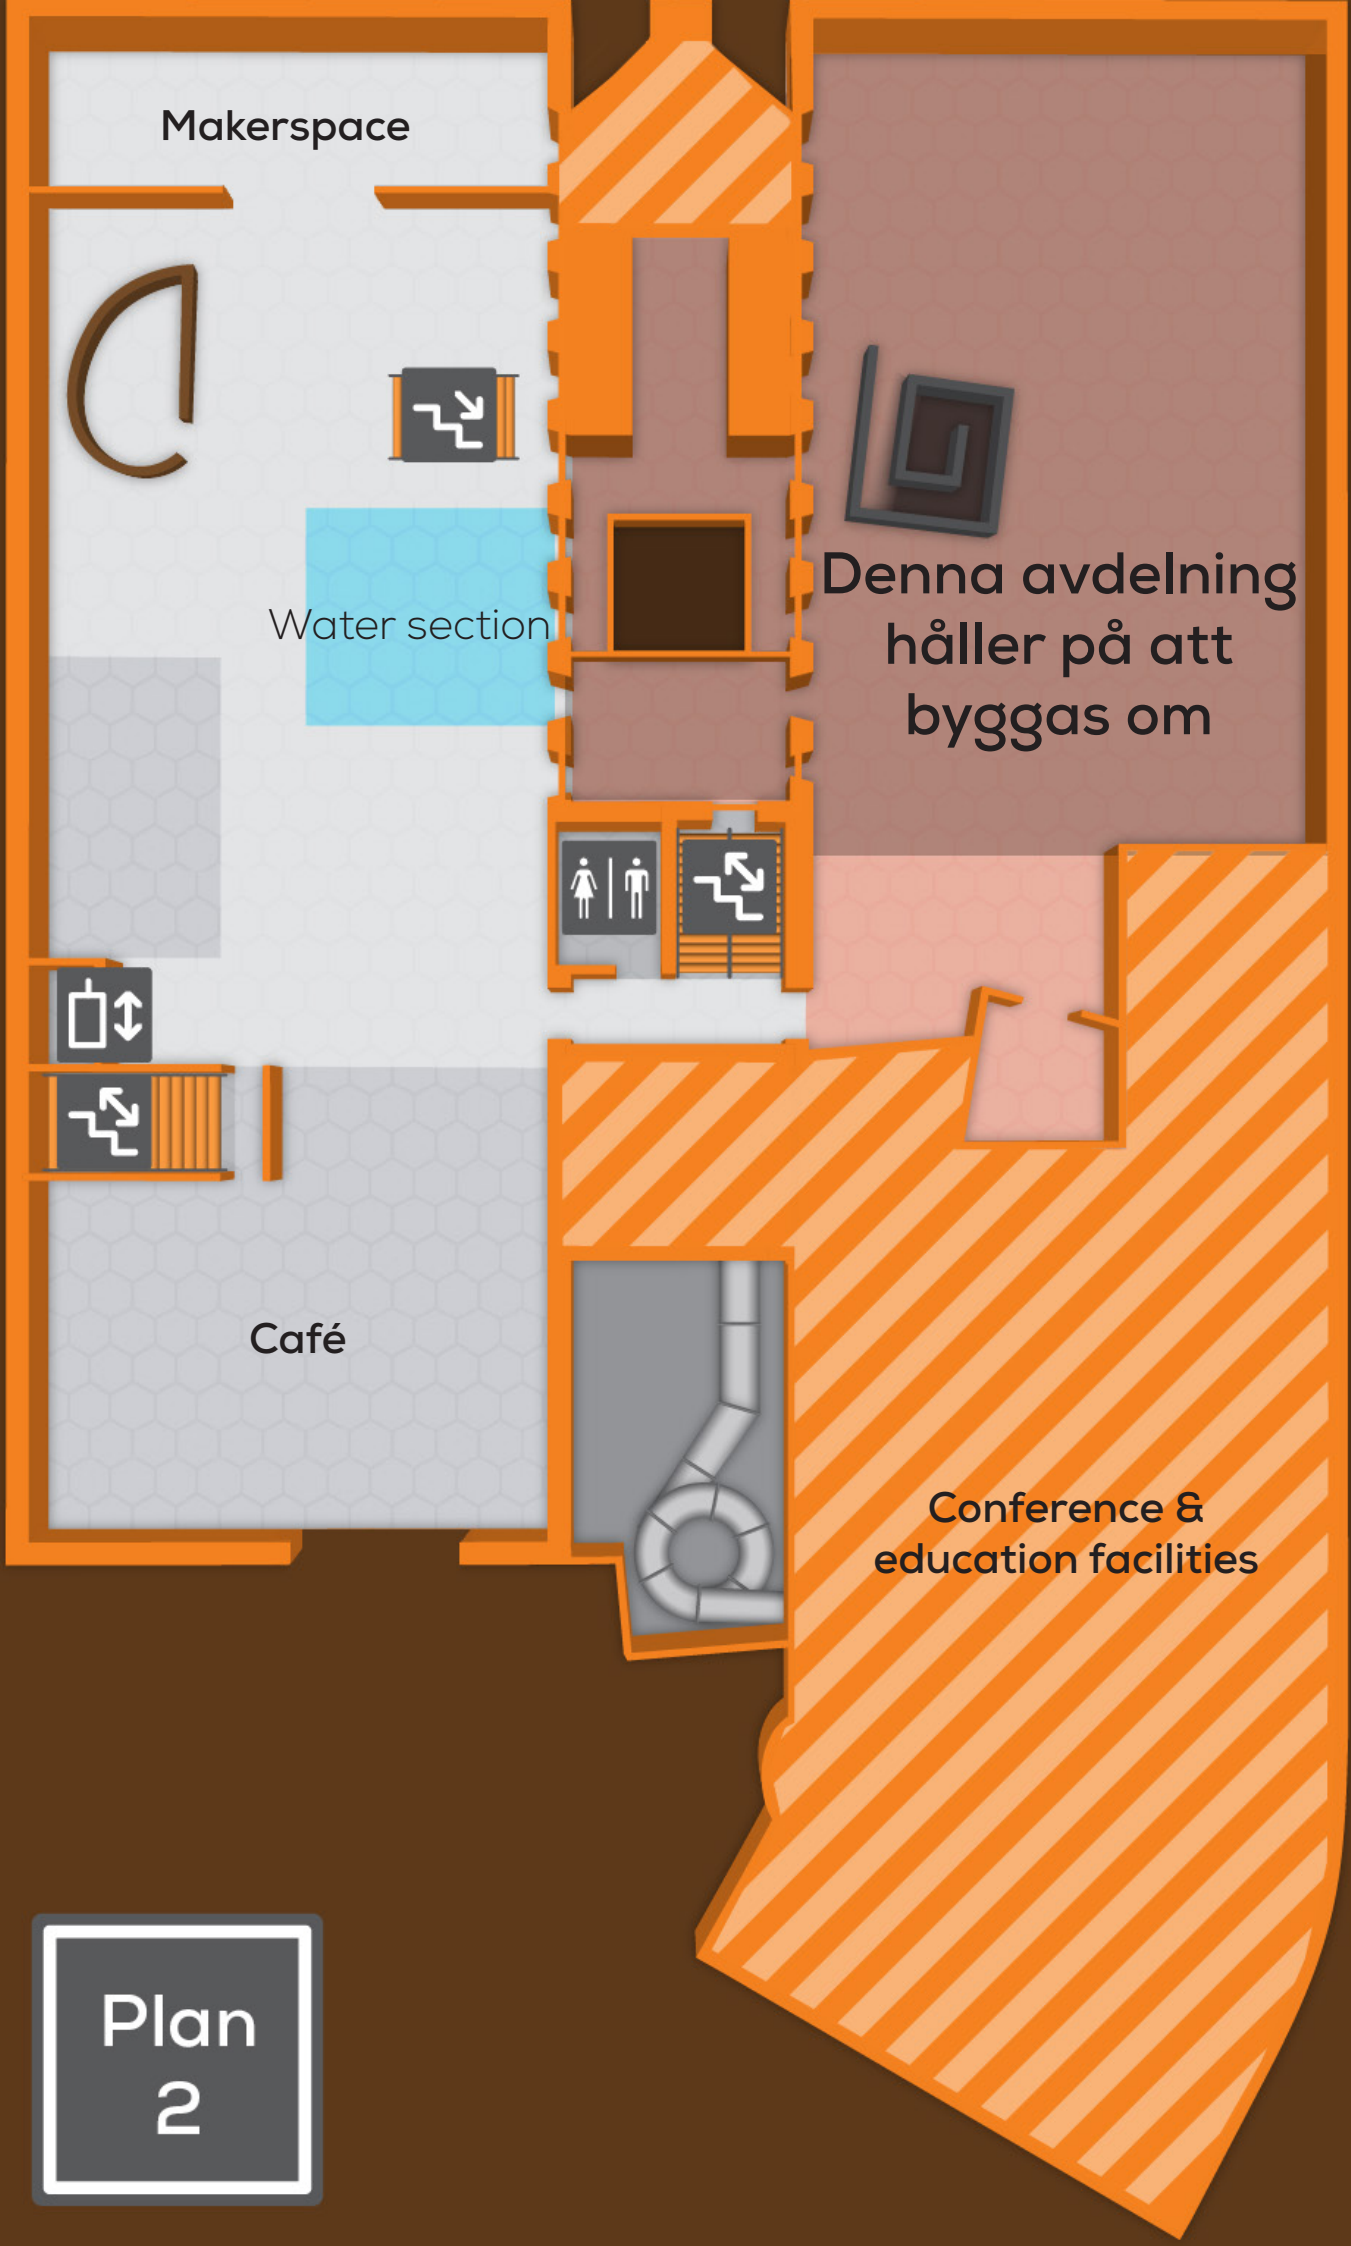 Makerspace
Water section
Denna avdelning
håller på att
byggas om
Café
Conference &
education facilities
Plan
2